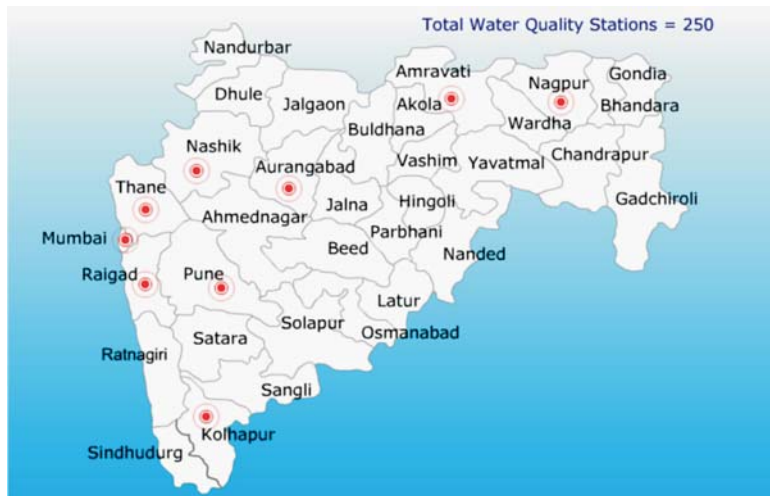 Total Water Quality Stations = 250
Nandurbar
Amravati
Gondia
Nagpur
Dhule
Jalgaon
Akola
Bhandara
Wardha
Buldhana
Nashik
Chandrapur
Aurangabad
Vashim
Yavatmal
Thane
Gadchiroli
Hingoli
Jalna
Ahmednagar
Parbhani
Mumbai
Beed
Nanded
Raigad
Pune
Latur
Solapur
Osmanabad
Satara
Ratnagiri
Sangli
Kolhapur
Sindhudurg